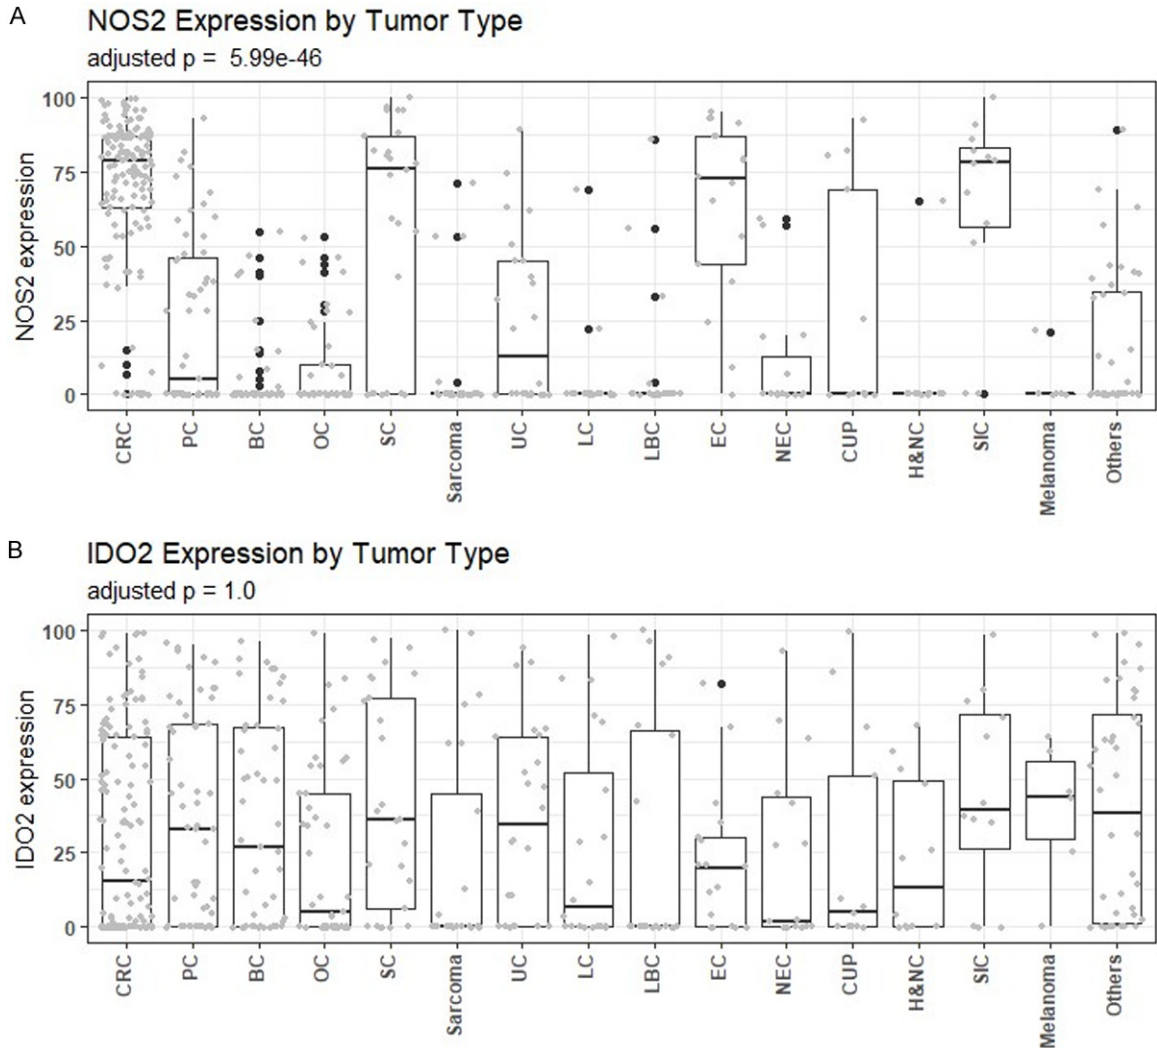 A
NOS2 Expression by Tumor Type
adjusted p = 5.99e-46
NOS2 expression
100
75
50
25
0
CRC
PC
BC
OC
SC
Sarcoma
UC
LC
LBC
EC
NEC
CUP
H&NC
SIC
Melanoma
Others
B
IDO2 Expression by Tumor Type
adjusted p = 1.0
IDO2 expression
100
75
50
25
0
CRC
PC
BC
OC
SC
Sarcoma
UC
LC
LBC
EC
NEC
CUP
H&NC
SIC
Melanoma
Others